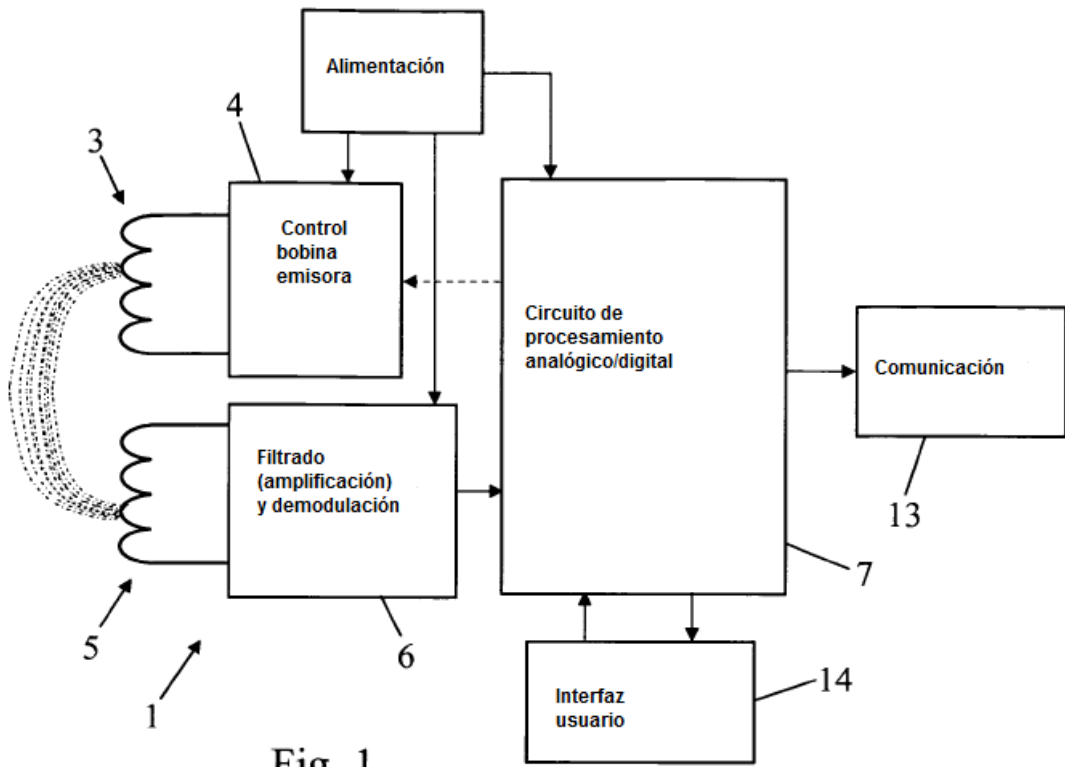 Alimentación
4
3
Control
bobina
emisora
Circuito de
procesamiento
analógico/digital
Comunicación
Filtrado
(amplificación)
y demodulación
13
7
5
6
14
Interfaz
usuario
1
Fig. 1